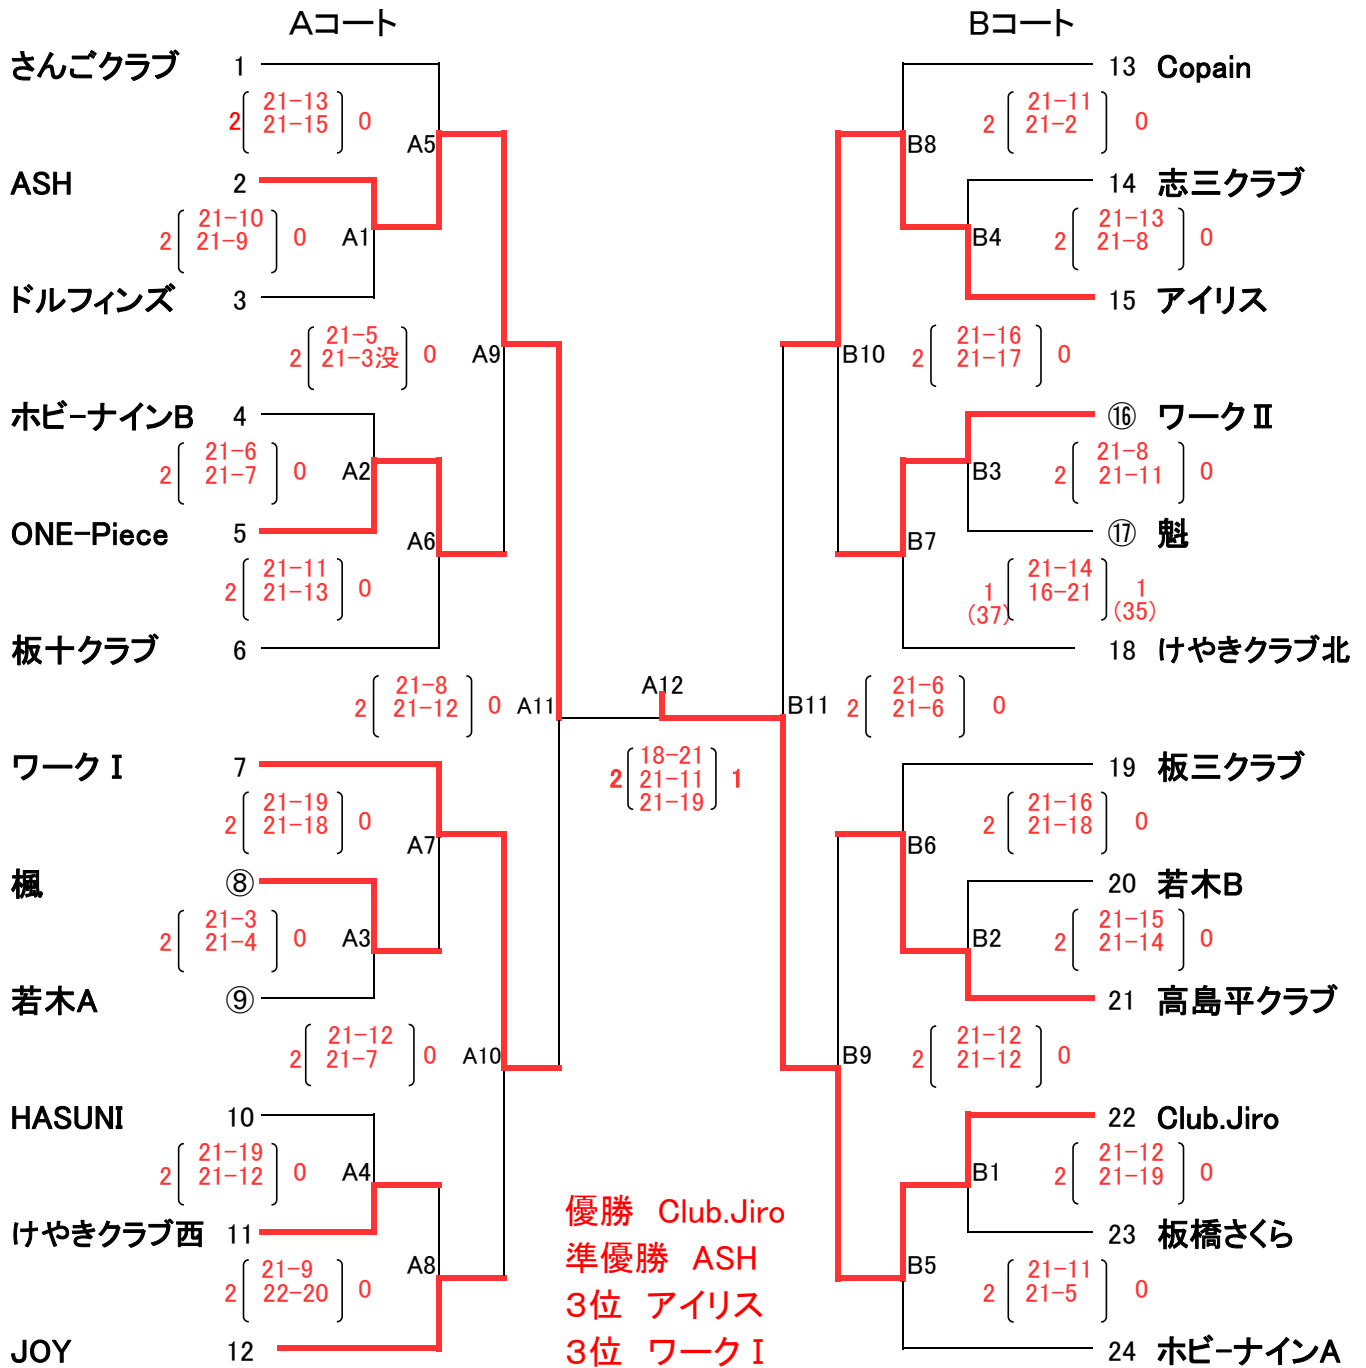 Aコート
Bコート
さんごクラブ 1
2 21-13 0
21-15
A5
ASH 2
2 21-10 0
21-9
A1
ドルフィンズ 3
2 21-5 0
21-3没
A9
ホビーナインB 4
2 21-6 0
21-7
A2
ONE-Piece 5
A6
2 21-11 0
21-13
板十クラブ 6
2 21-8 0
21-12
A11
ワークⅠ 7
2 21-19 0
21-18
A7
楓 ⑧
2 21-3 0
21-4
A3
若木A ⑨
2 21-12 0
21-7
A10
HASUNI 10
2 21-19 0
21-12
A4
けやきクラブ西 11
2 21-9 0
22-20
A8
JOY 12
A12
2 18-21 1
21-11
21-19
13 Copain
2 21-11 0
21-2
B8
14 志三クラブ
B4
2 21-13 0
21-8
15 アイリス
B10
2 21-16 0
21-17
⑯ ワークⅡ
B3
2 21-8 0
21-11
⑰ 魁
B7
1 21-14 1
(37) 16-21 (35)
18 けやきクラブ北
B11
2 21-6 0
21-6
19 板三クラブ
2 21-16 0
21-18
B6
20 若木B
B2
2 21-15 0
21-14
21 高島平クラブ
B9
2 21-12 0
21-12
22 Club.Jiro
B1
2 21-12 0
21-19
23 板橋さくら
B5
2 21-11 0
21-5
24 ホビーナインA
優勝 Club.Jiro
準優勝 ASH
3位 アイリス
3位 ワークⅠ